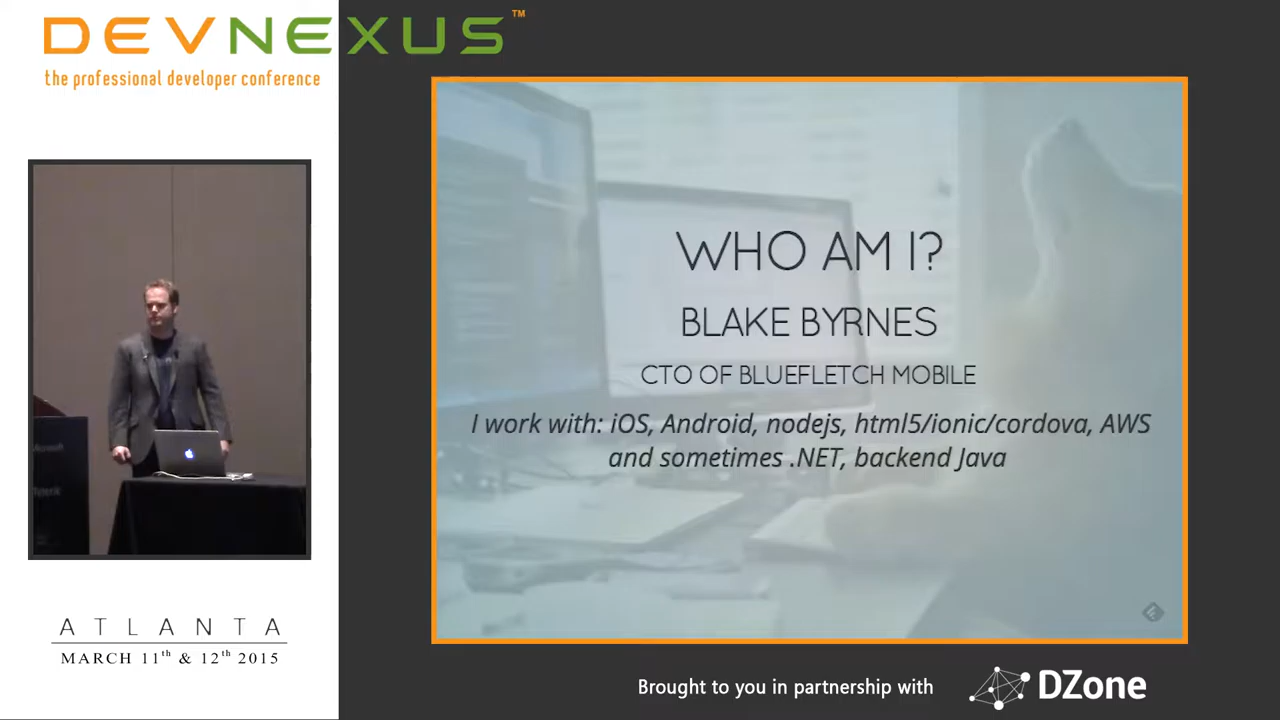 DEVNEXUS™
the professional developer conference
WHO AM I?
BLAKE BYRNES
CTO OF BLUEFLETCH MOBILE
I work with: iOS, Android, nodejs, html5/ionic/cordova, AWS
and sometimes .NET, backend Java
ATLANTA
MARCH 11th & 12th 2015
Brought to you in partnership with
DZone